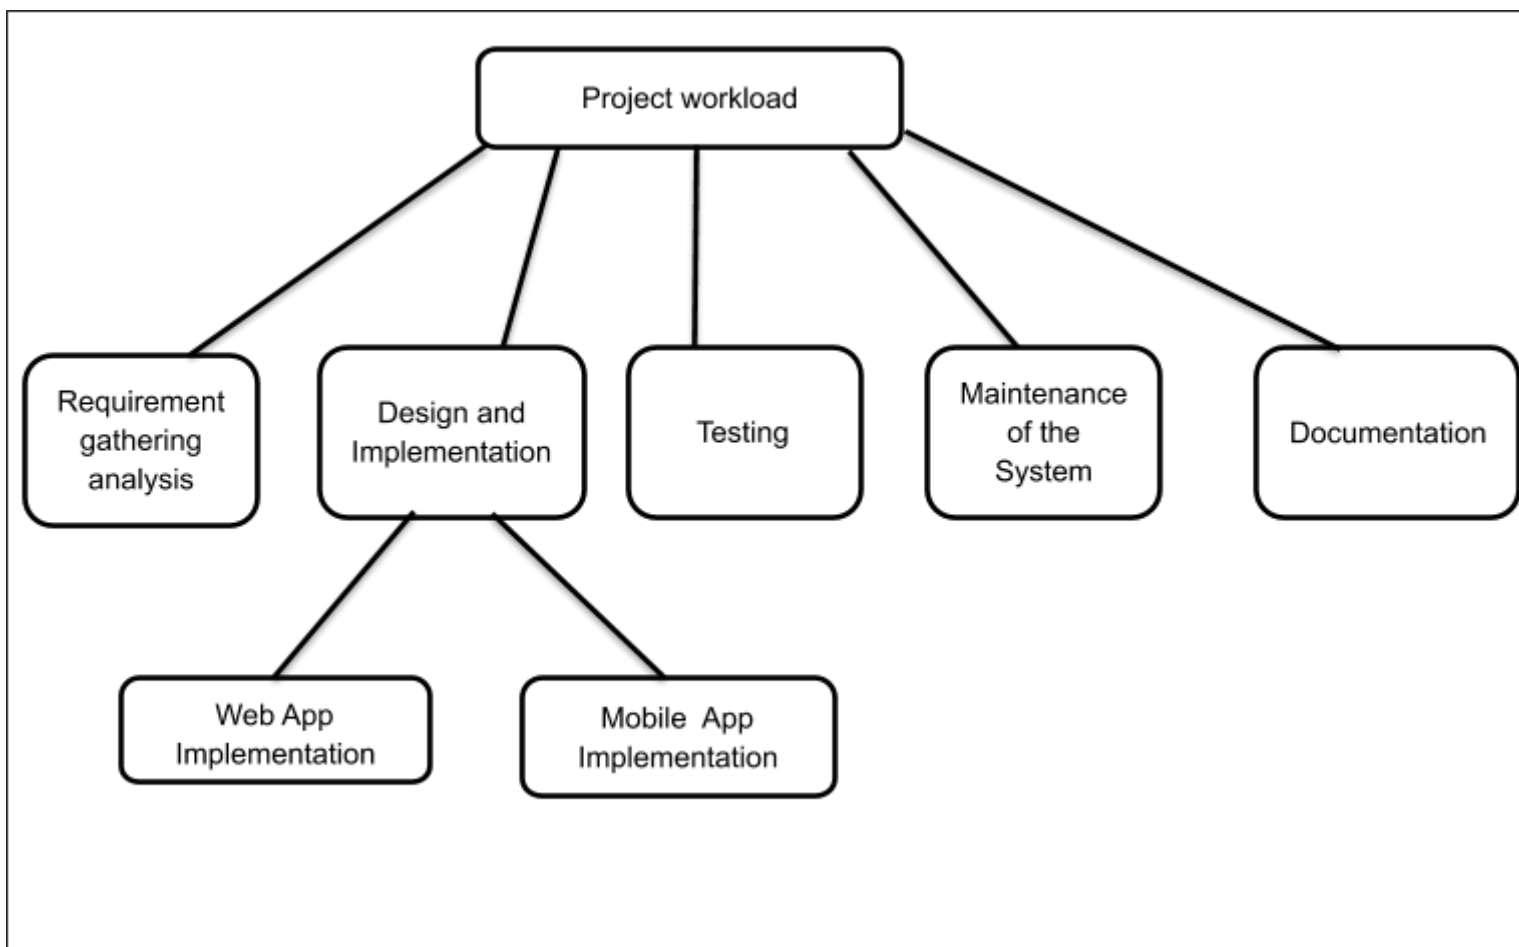 Project workload
Requirement
gathering
analysis
Design and
Implementation
Testing
Maintenance
of the
System
Documentation
Web App
Implementation
Mobile  App
Implementation